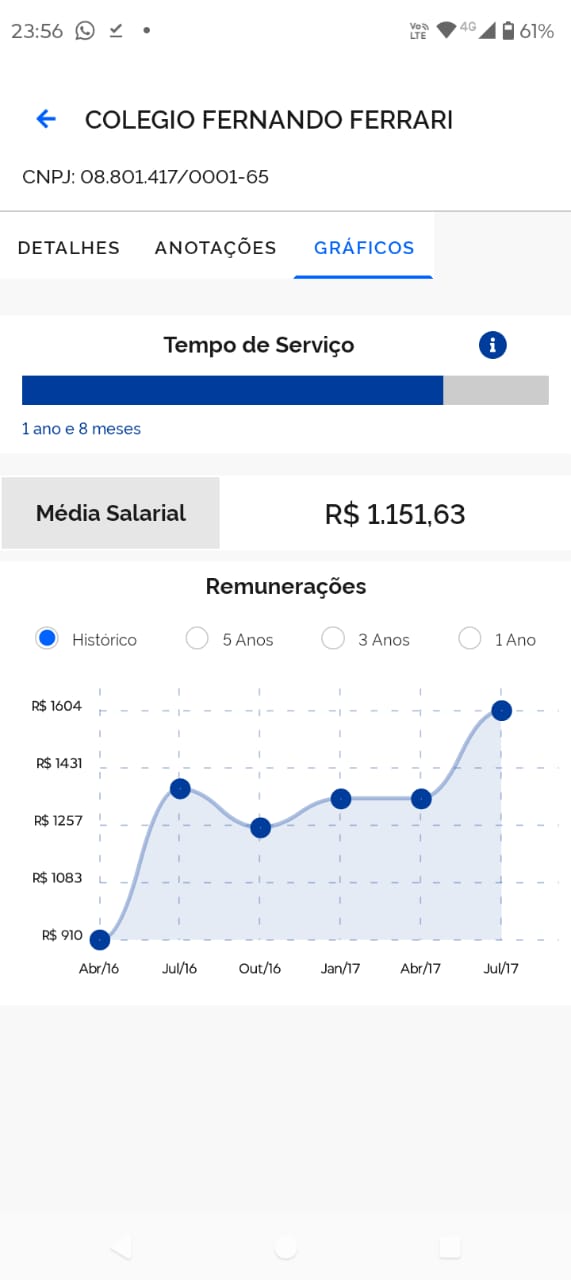 23:56 Vo)) LTE 4G 61%
COLEGIO FERNANDO FERRARI
CNPJ: 08.801.417/0001-65
DETALHES ANOTAÇÕES GRÁFICOS
Tempo de Serviço i
1 ano e 8 meses
Média Salarial R$ 1.151,63
Remunerações
Histórico 5 Anos 3 Anos 1 Ano
R$ 1604
R$ 1431
R$ 1257
R$ 1083
R$ 910
Abr/16 Jul/16 Out/16 Jan/17 Abr/17 Jul/17